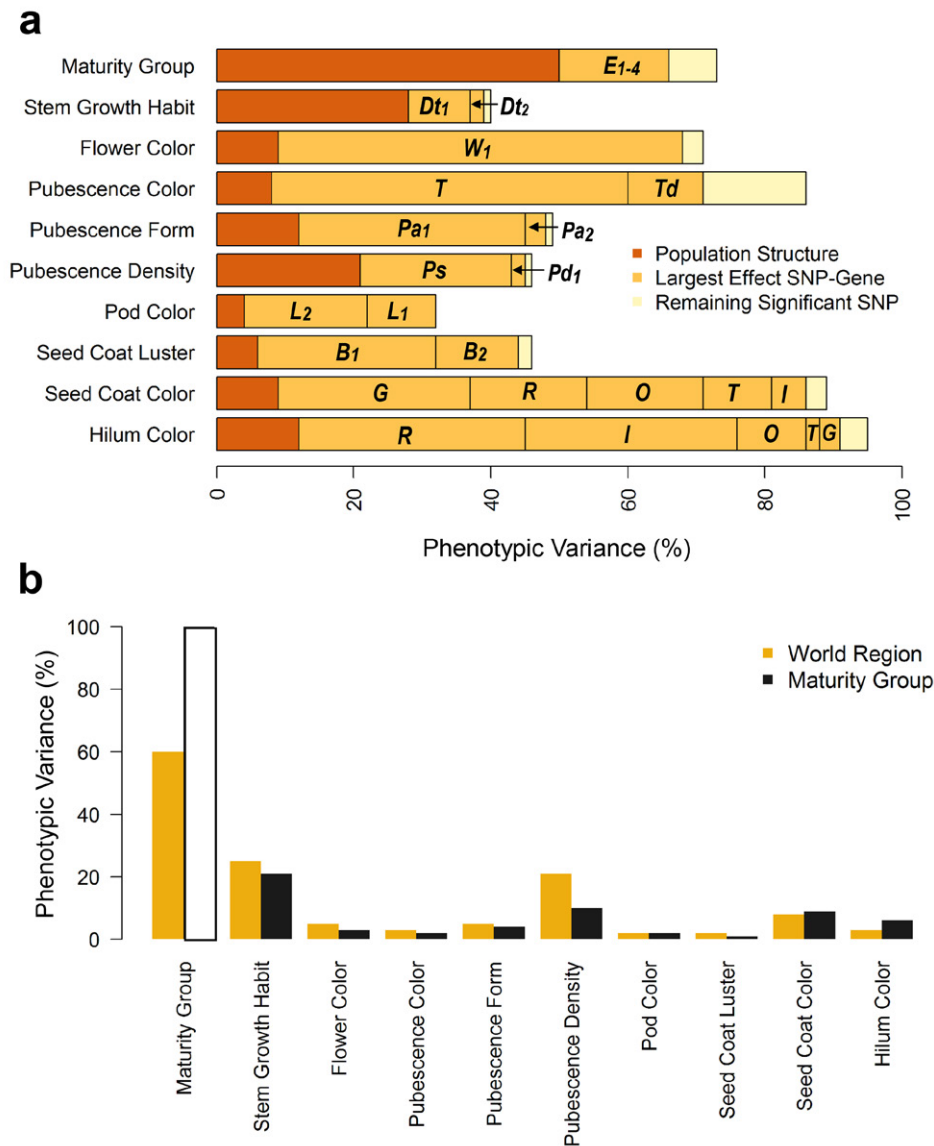 a
Maturity Group E1-4
Stem Growth Habit Dt1 Dt2
Flower Color W1
Pubescence Color T Td
Pubescence Form Pa1 Pa2
Pubescence Density Ps Pd1
Pod Color L2 L1
Seed Coat Luster B1 B2
Seed Coat Color G R O T I
Hilum Color R I O T G
Population Structure
Largest Effect SNP-Gene
Remaining Significant SNP
0 20 40 60 80 100
Phenotypic Variance (%)
b
Phenotypic Variance (%)
100
80
60
40
20
0
World Region
Maturity Group
Maturity Group
Stem Growth Habit
Flower Color
Pubescence Color
Pubescence Form
Pubescence Density
Pod Color
Seed Coat Luster
Seed Coat Color
Hilum Color